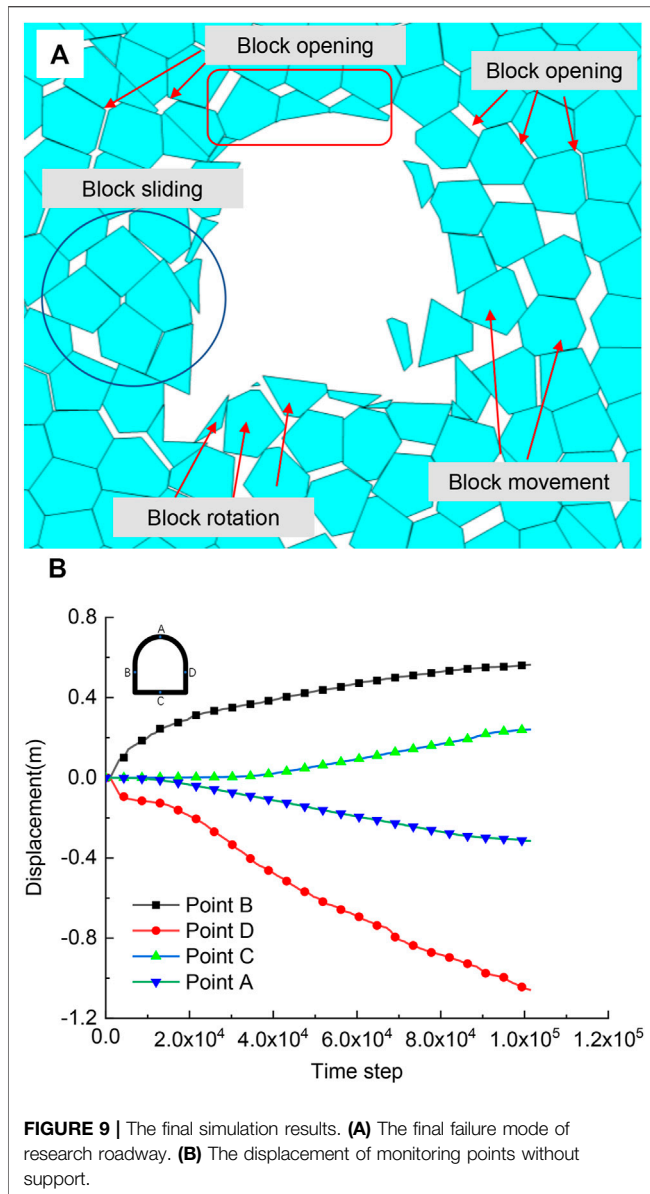 A
Block opening
Block opening
Block sliding
Block rotation
Block movement
B
0.8
0.4
0.0
-0.4
-0.8
-1.2
Displacement(m)
A
B
D
C
Point B
Point D
Point C
Point A
0.0
2.0x10⁴
4.0x10⁴
6.0x10⁴
8.0x10⁴
1.0x10⁵
1.2x10⁵
Time step
FIGURE 9 | The final simulation results. (A) The final failure mode of
research roadway. (B) The displacement of monitoring points without
support.